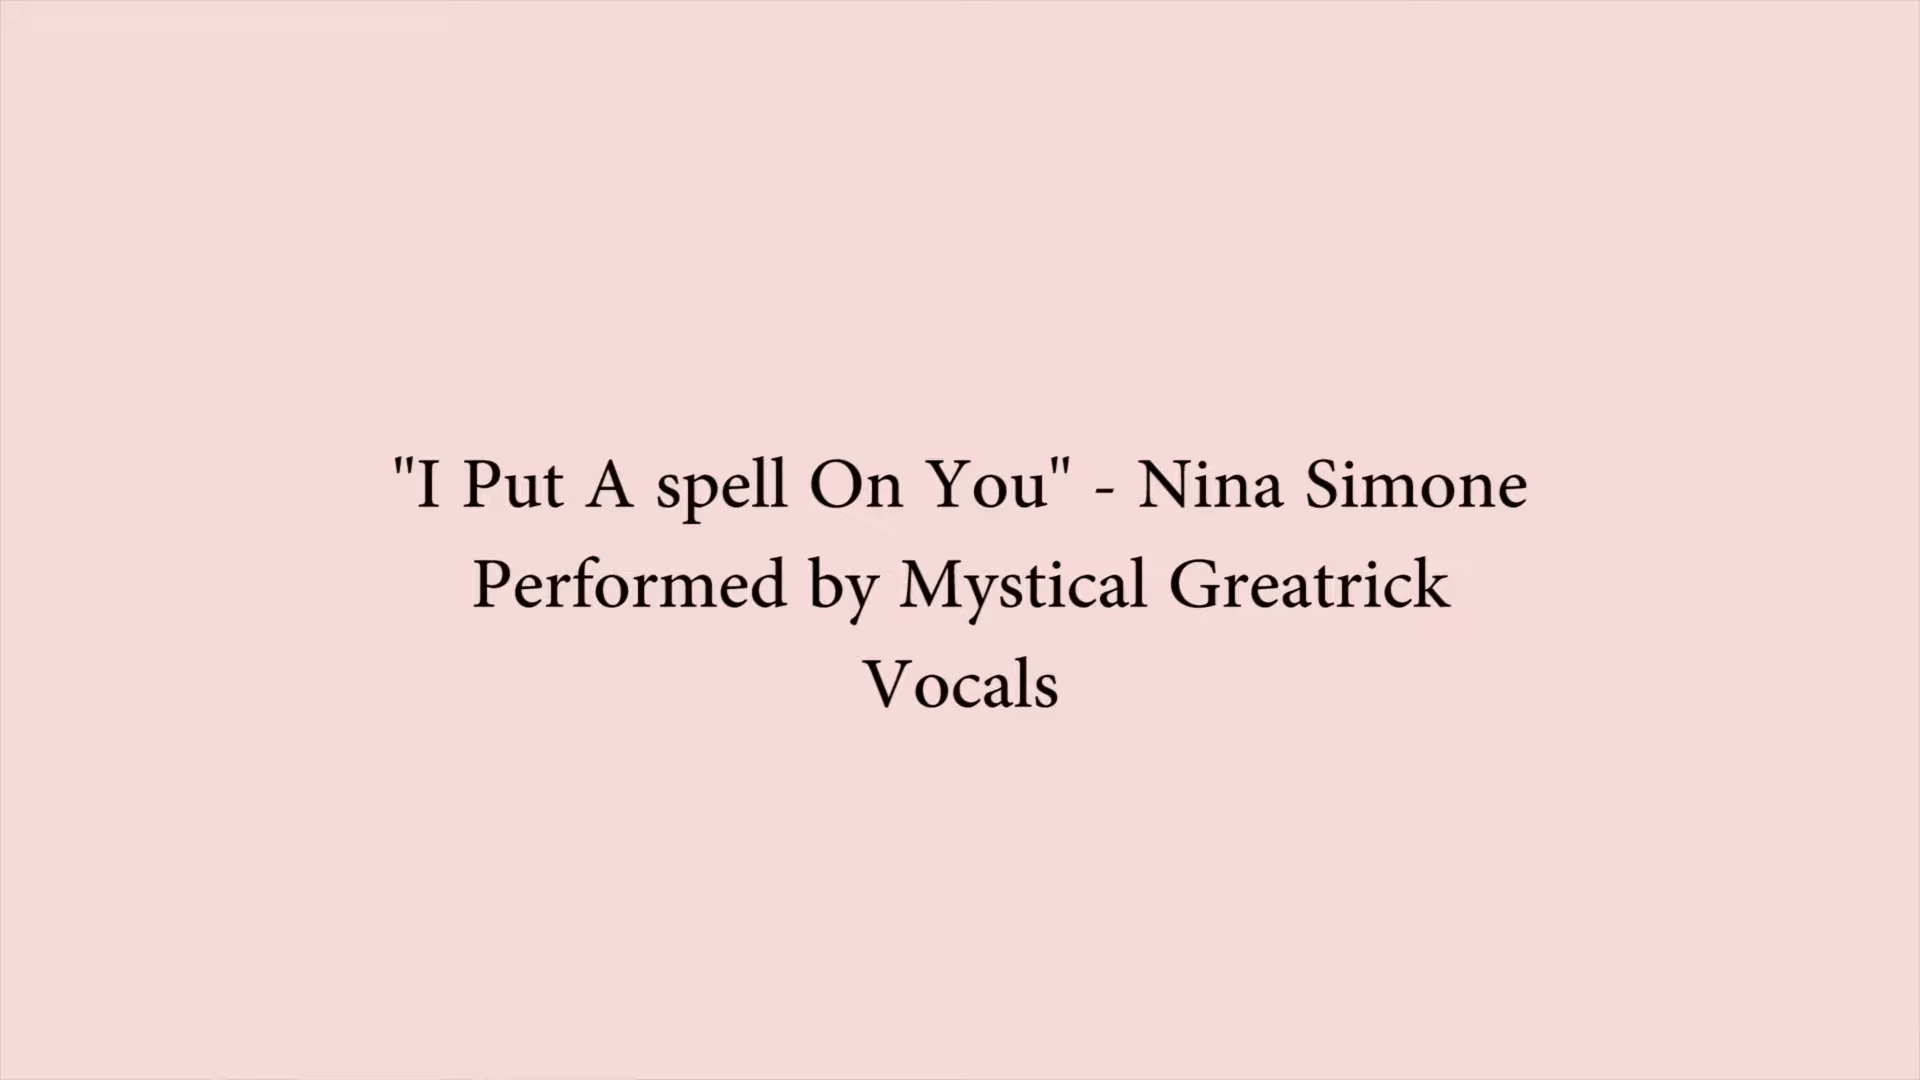 "I Put A spell On You" - Nina Simone
Performed by Mystical Greatrick
Vocals